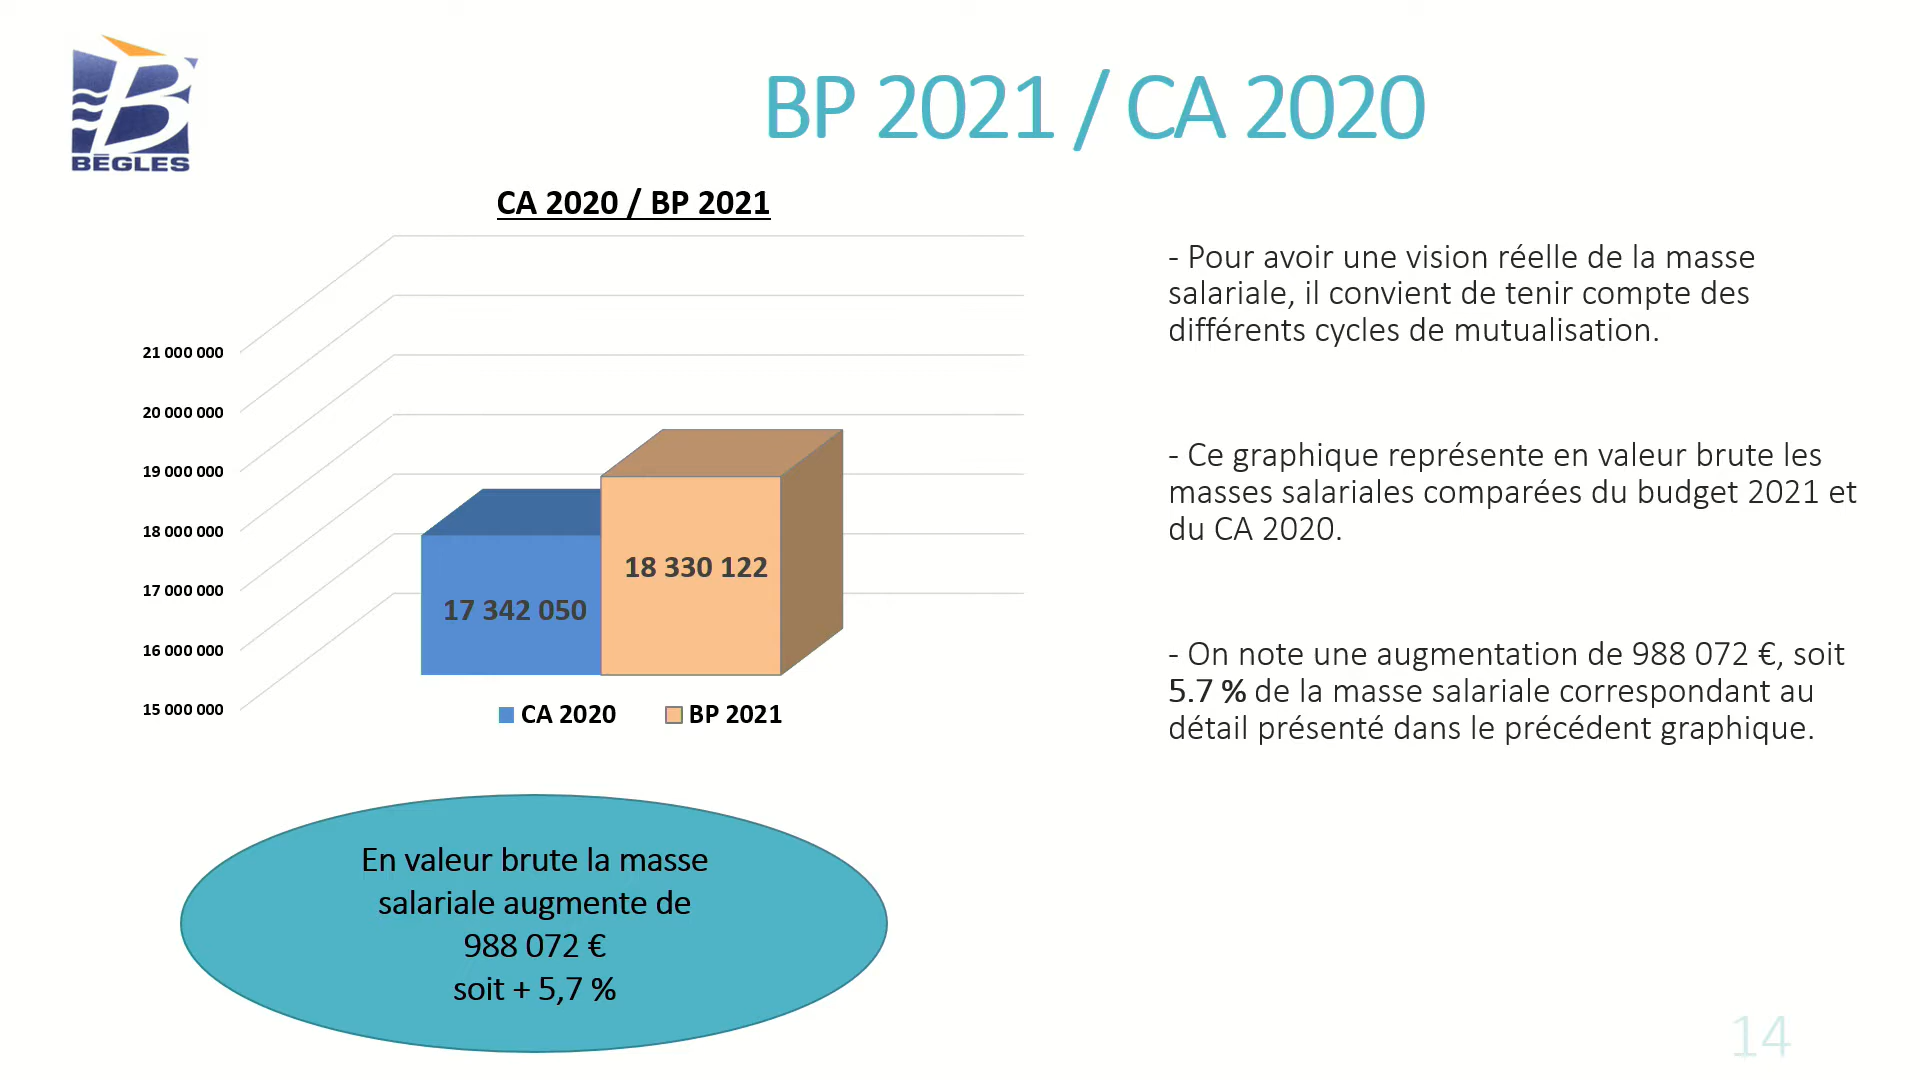 BÈGLES
BP 2021 / CA 2020
CA 2020 / BP 2021
21 000 000
20 000 000
19 000 000
18 000 000
17 000 000
16 000 000
15 000 000
17 342 050
18 330 122
CA 2020
BP 2021
- Pour avoir une vision réelle de la masse
salariale, il convient de tenir compte des
différents cycles de mutualisation.
- Ce graphique représente en valeur brute les
masses salariales comparées du budget 2021 et
du CA 2020.
- On note une augmentation de 988 072 €, soit
5.7 % de la masse salariale correspondant au
détail présenté dans le précédent graphique.
En valeur brute la masse
salariale augmente de
988 072 €
soit + 5,7 %
14